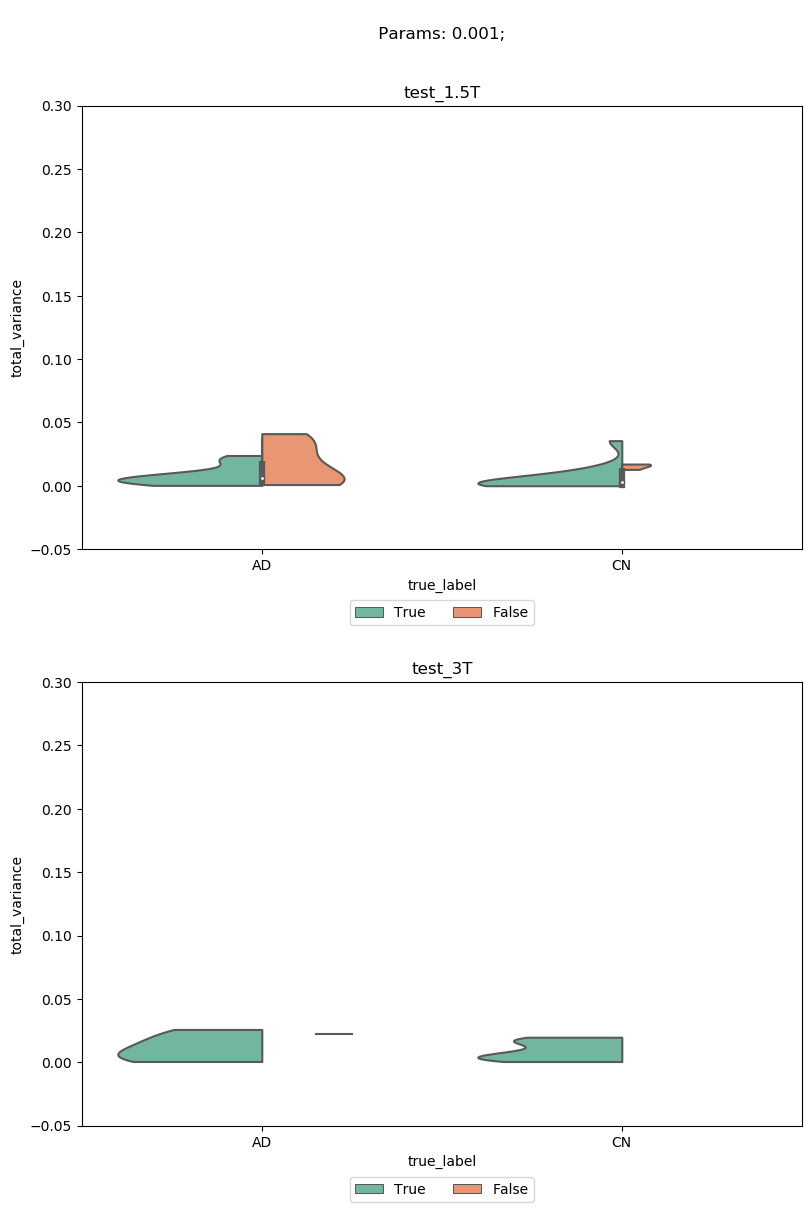 Params: 0.001;
test_1.5T
0.30
0.25
0.20
0.15
0.10
0.05
0.00
−0.05
total_variance
AD CN
true_label
True False
test_3T
0.30
0.25
0.20
0.15
0.10
0.05
0.00
−0.05
total_variance
AD CN
true_label
True False